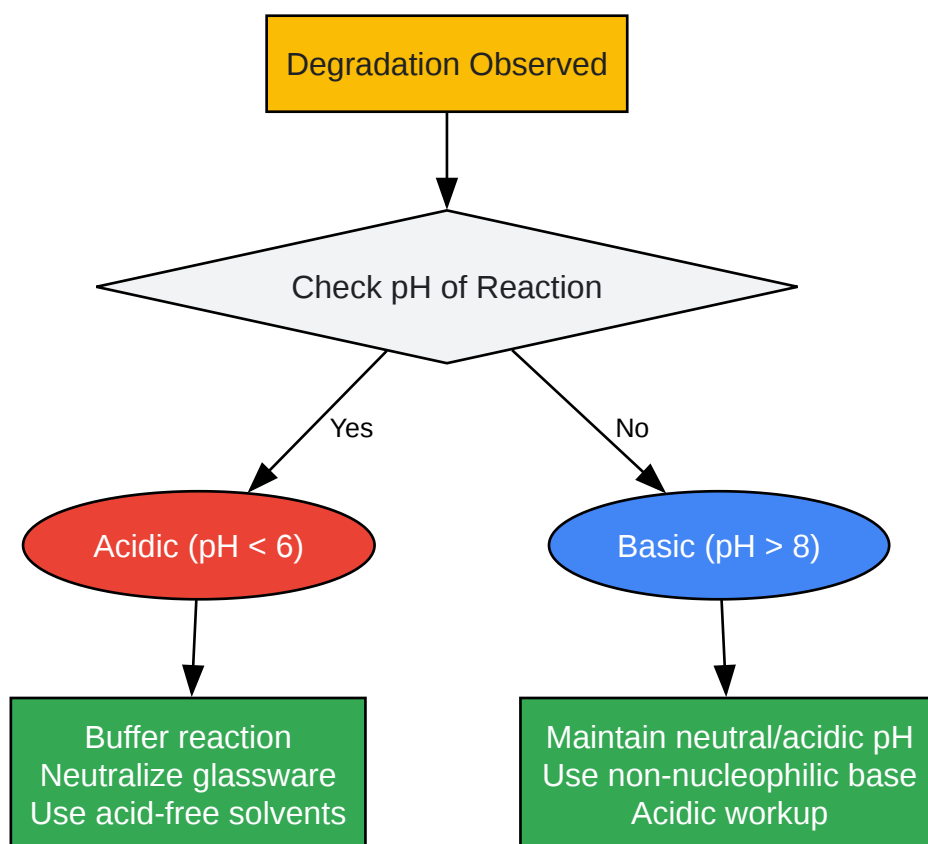 Degradation Observed
Check pH of Reaction
Yes
No
Acidic (pH < 6)
Basic (pH > 8)
Buffer reaction
Neutralize glassware
Use acid-free solvents
Maintain neutral/acidic pH
Use non-nucleophilic base
Acidic workup